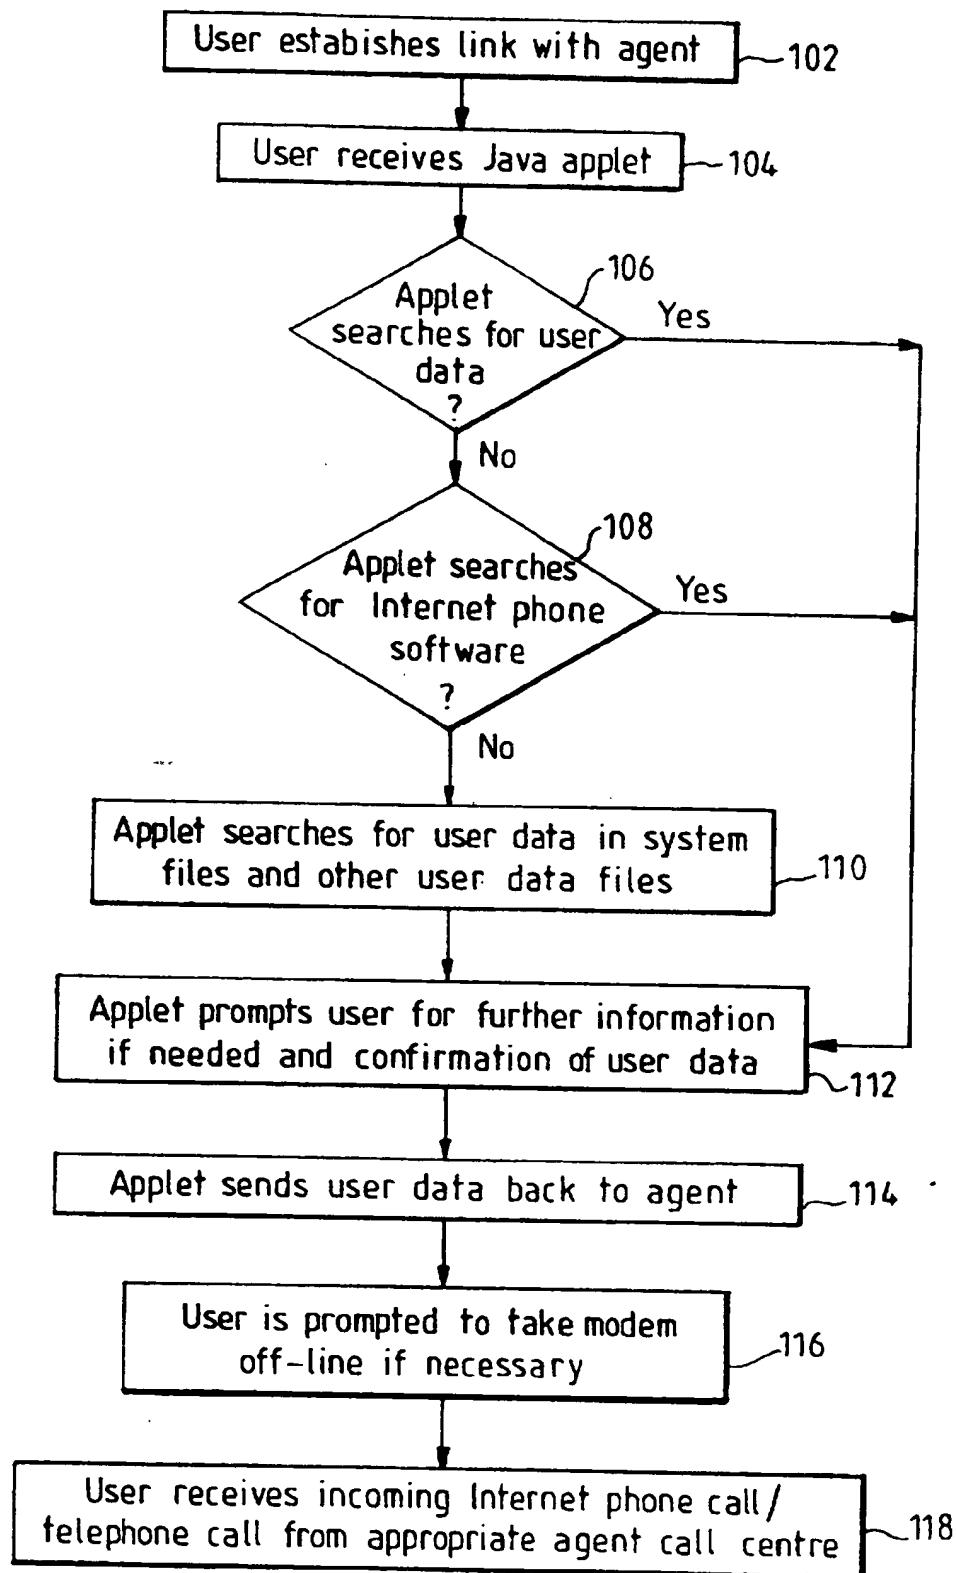 User estabishes link with agent
102
User receives Java applet
104
106
Applet
searches for user
data
?
Yes
No
108
Applet searches
for Internet phone
software
?
Yes
No
Applet searches for user data in system
files and other user data files
110
Applet prompts user for further information
if needed and confirmation of user data
112
Applet sends user data back to agent
114
User is prompted to take modem
off-line if necessary
116
User receives incoming Internet phone call/
telephone call from appropriate agent call centre
118